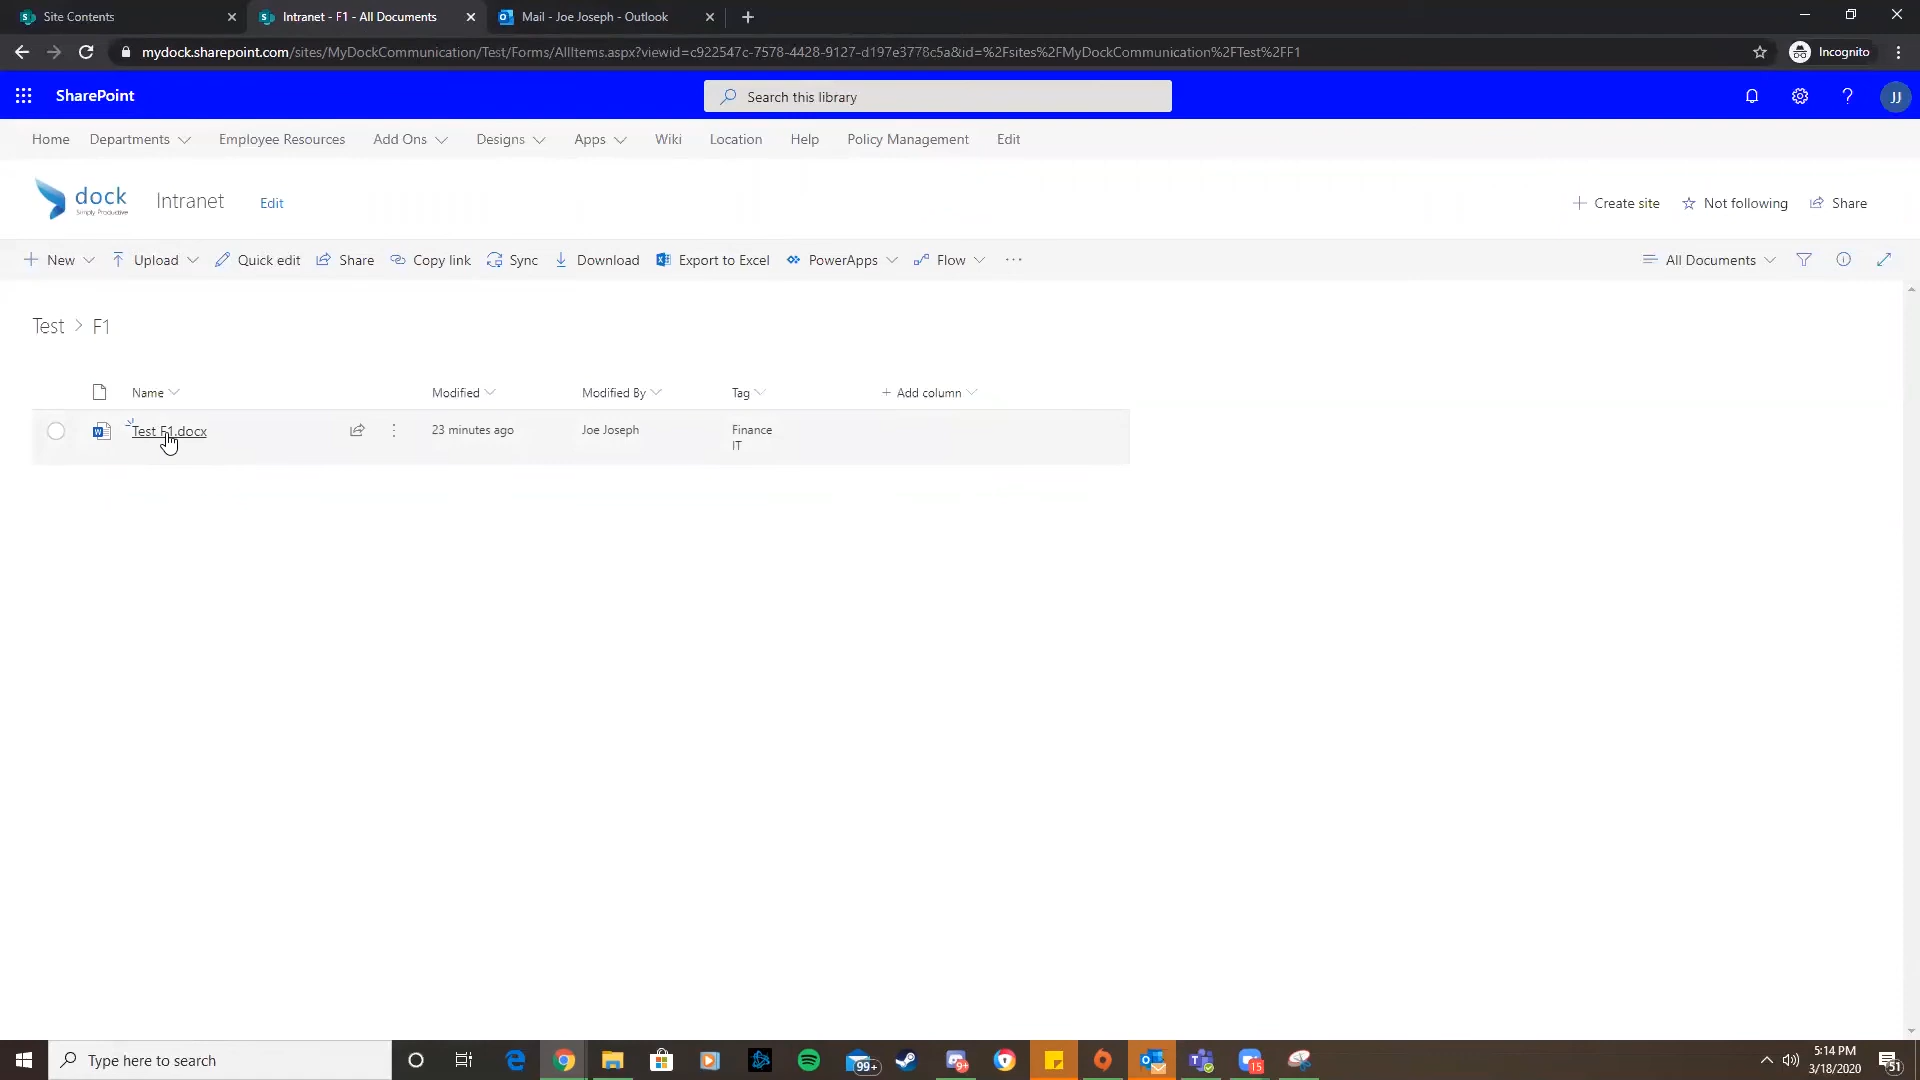 Site Contents
Intranet - F1 - All Documents
Mail - Joe Joseph - Outlook
mydock.sharepoint.com/sites/MyDockCommunication/Test/Forms/AllItems.aspx?viewid=c922547c-7578-4428-9127-d197e3778c5a&id=%2Fsites%2FMyDockCommunication%2FTest%2FF1
Incognito
SharePoint
Search this library
JJ
Home Departments Employee Resources Add Ons Designs Apps Wiki Location Help Policy Management Edit
dock
Simply Productive
Intranet
Edit
Create site
Not following
Share
New Upload Quick edit Share Copy link Sync Download Export to Excel PowerApps Flow ···
All Documents
Test > F1
Name Modified Modified By Tag + Add column
Test F1.docx 23 minutes ago Joe Joseph Finance
IT
Type here to search
99+
9+
15
5:14 PM
3/18/2020
51